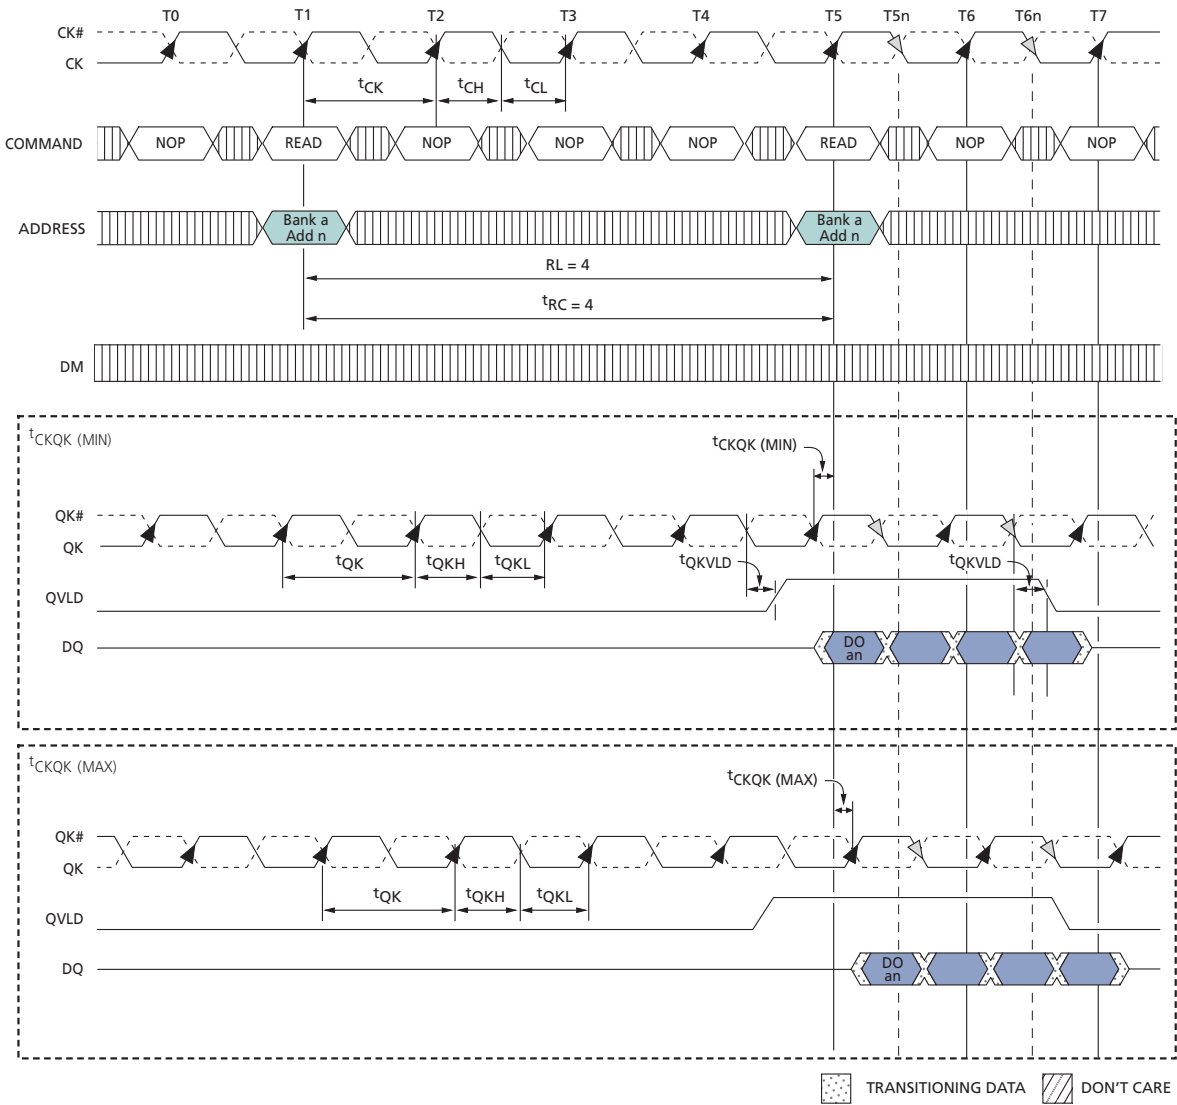 T0 T1 T2 T3 T4 T5 T5n T6 T6n T7
CK#
CK
tCK tCH tCL
COMMAND NOP READ NOP NOP NOP READ NOP NOP
ADDRESS Bank a Add n Bank a Add n
RL = 4
tRC = 4
DM
tCKQK (MIN)
tCKQK (MIN)
QK#
QK
tQK tQKH tQKL tQKVLD tQKVLD
QVLD
DQ DO an
tCKQK (MAX)
tCKQK (MAX)
QK#
QK
tQK tQKH tQKL
QVLD
DQ DO an
TRANSITIONING DATA DON'T CARE